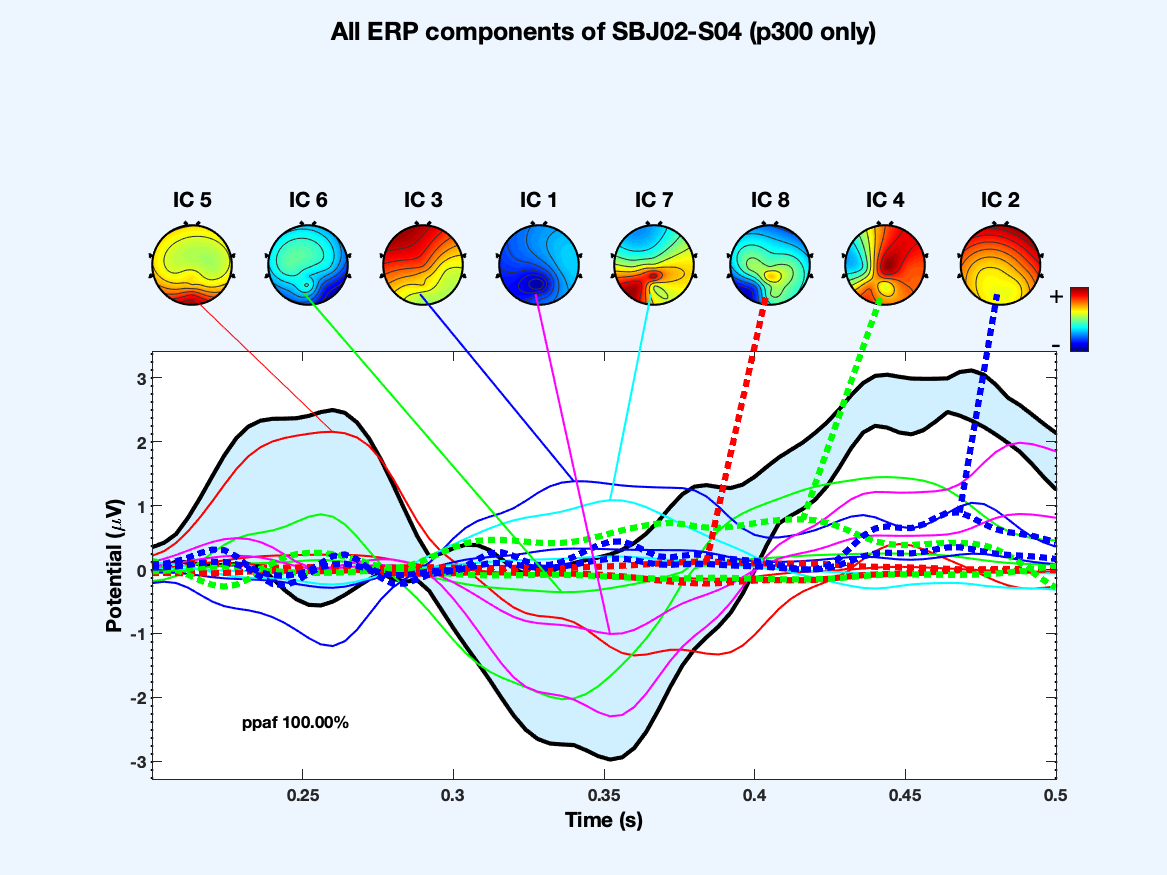 All ERP components of SBJ02-S04 (p300 only)
IC 5 IC 6 IC 3 IC 1 IC 7 IC 8 IC 4 IC 2
+
-
3
2
1
0
-1
-2
-3
Potential (μV)
ppaf 100.00%
0.25 0.3 0.35 0.4 0.45 0.5
Time (s)